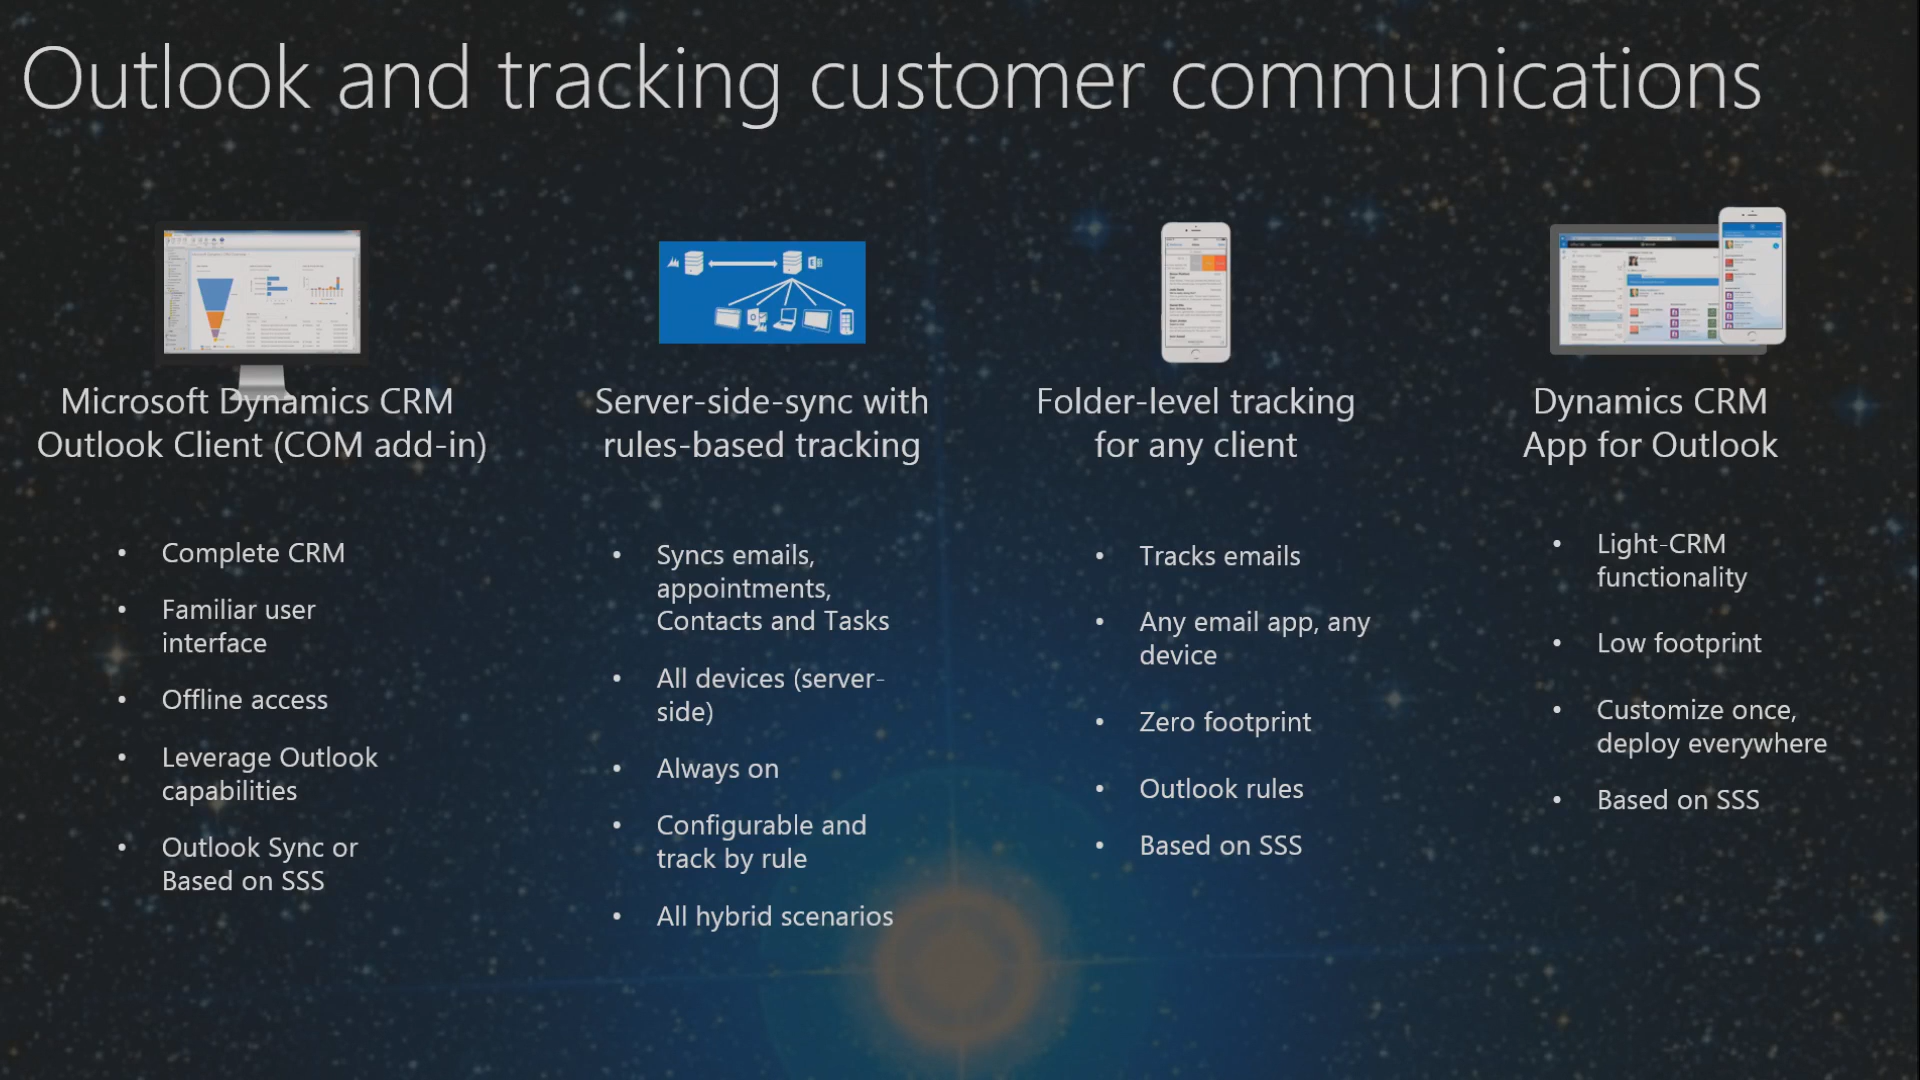 Outlook and tracking customer communications
Microsoft Dynamics CRM
Outlook Client (COM add-in)
• Complete CRM
• Familiar user
interface
• Offline access
• Leverage Outlook
capabilities
• Outlook Sync or
Based on SSS
Server-side-sync with
rules-based tracking
• Syncs emails,
appointments,
Contacts and Tasks
• All devices (server-
side)
• Always on
• Configurable and
track by rule
• All hybrid scenarios
Folder-level tracking
for any client
• Tracks emails
• Any email app, any
device
• Zero footprint
• Outlook rules
• Based on SSS
Dynamics CRM
App for Outlook
• Light-CRM
functionality
• Low footprint
• Customize once,
deploy everywhere
• Based on SSS